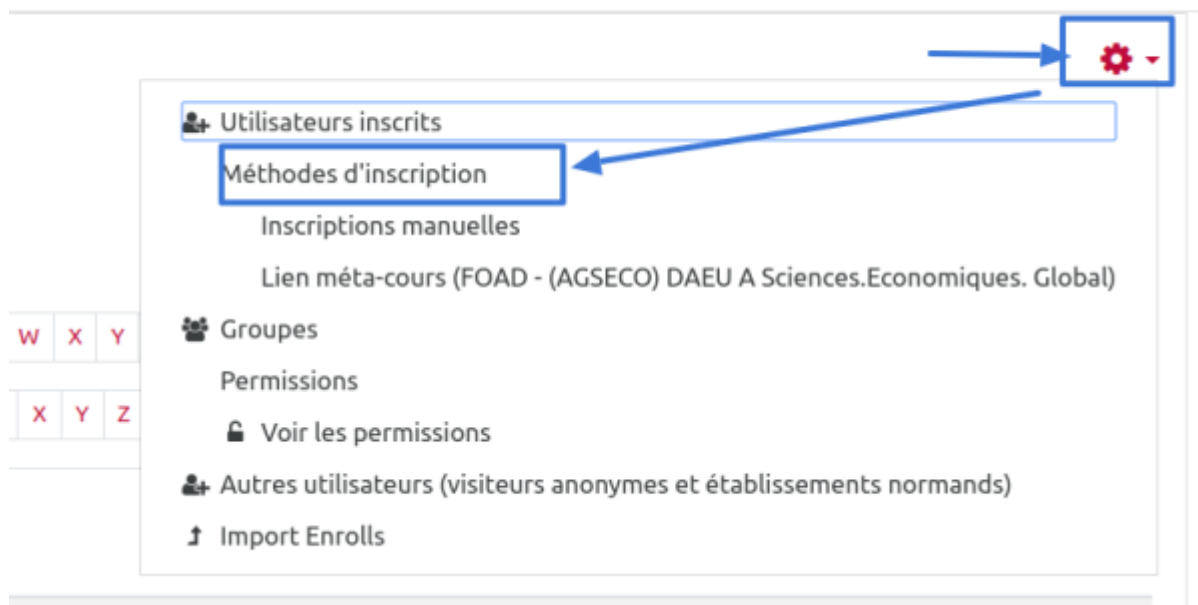 Utilisateurs inscrits
Méthodes d'inscription
Inscriptions manuelles
Lien méta-cours (FOAD - (AGSECO) DAEU A Sciences.Economiques. Global)
W X Y
Groupes
Permissions
X Y Z
Voir les permissions
Autres utilisateurs (visiteurs anonymes et établissements normands)
Import Enrolls